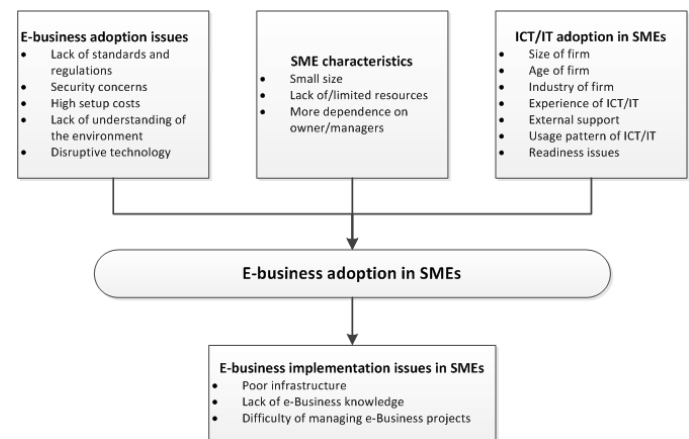 E-business adoption issues
• Lack of standards and
regulations
• Security concerns
• High setup costs
• Lack of understanding of
the environment
• Disruptive technology
SME characteristics
• Small size
• Lack of/limited resources
• More dependence on
owner/managers
ICT/IT adoption in SMEs
• Size of firm
• Age of firm
• Industry of firm
• Experience of ICT/IT
• External support
• Usage pattern of ICT/IT
• Readiness issues
E-business adoption in SMEs
E-business implementation issues in SMEs
• Poor infrastructure
• Lack of e-Business knowledge
• Difficulty of managing e-Business projects